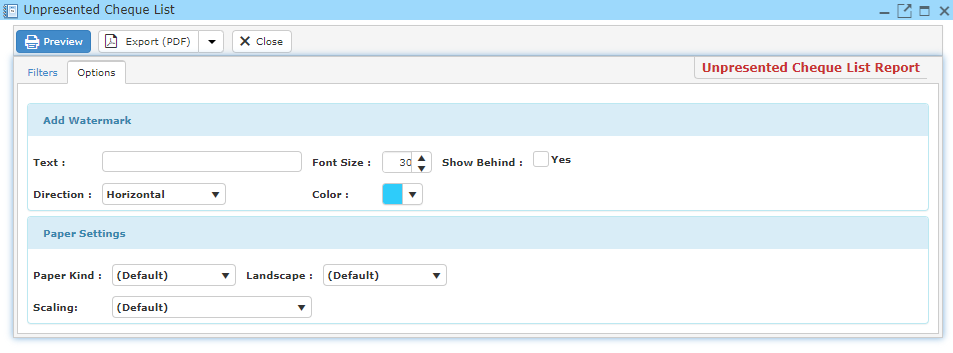 Unpresented Cheque List
Preview Export (PDF) Close
Filters Options Unpresented Cheque List Report
Add Watermark
Text : Font Size : 30 Show Behind : Yes
Direction : Horizontal Color :
Paper Settings
Paper Kind : (Default) Landscape : (Default)
Scaling: (Default)